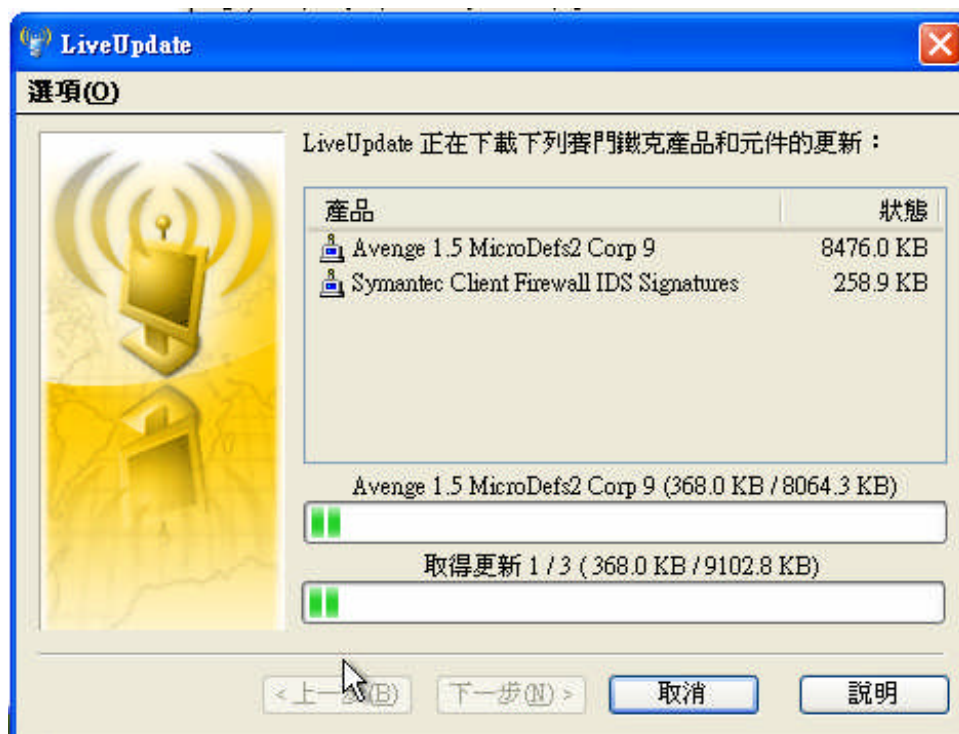 LiveUpdate
選項(O)
LiveUpdate 正在下載下列賽門鐵克產品和元件的更新：
產品 狀態
Avenge 1.5 MicroDefs2 Corp 9 8476.0 KB
Symantec Client Firewall IDS Signatures 258.9 KB
Avenge 1.5 MicroDefs2 Corp 9 (368.0 KB / 8064.3 KB)
取得更新 1 / 3 ( 368.0 KB / 9102.8 KB)
< 上一步(B) 下一步(N) > 取消 說明